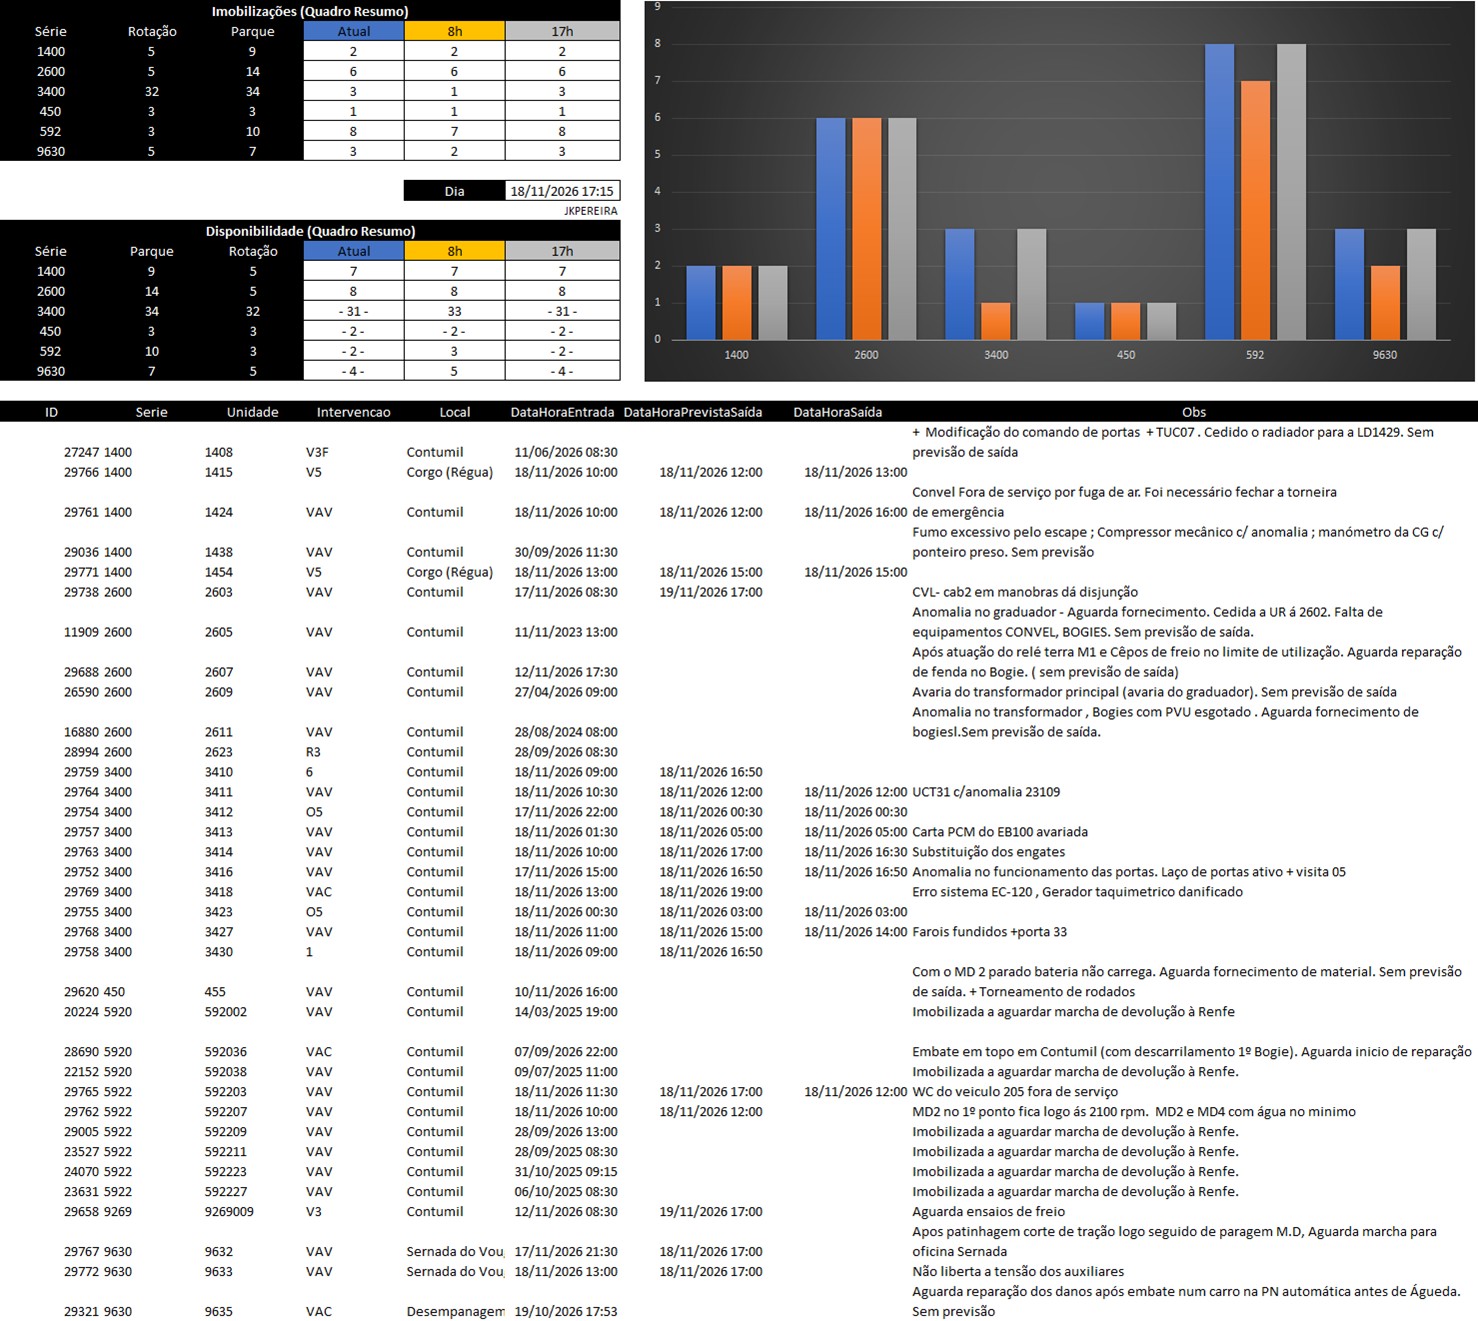 Imobilizações (Quadro Resumo)
Série Rotação Parque Atual 8h 17h
1400 5 9 2 2 2
2600 5 14 6 6 6
3400 32 34 3 1 3
450 3 3 1 1 1
592 3 10 8 7 8
9630 5 7 3 2 3
Dia 18/11/2026 17:15
JKPEREIRA
Disponibilidade (Quadro Resumo)
Série Parque Rotação Atual 8h 17h
1400 9 5 7 7 7
2600 14 5 8 8 8
3400 34 32 - 31 - 33 - 31 -
450 3 3 - 2 - - 2 - - 2 -
592 10 3 - 2 - 3 - 2 -
9630 7 5 - 4 - 5 - 4 -
9
8
7
6
5
4
3
2
1
0
1400 2600 3400 450 592 9630
ID Serie Unidade Intervencao Local DataHoraEntrada DataHoraPrevistaSaída DataHoraSaída Obs
+ Modificação do comando de portas + TUC07 . Cedido o radiador para a LD1429. Sem
27247 1400 1408 V3F Contumil 11/06/2026 08:30 previsão de saída
29766 1400 1415 V5 Corgo (Régua) 18/11/2026 10:00 18/11/2026 12:00 18/11/2026 13:00
Convel Fora de serviço por fuga de ar. Foi necessário fechar a torneira
29761 1400 1424 VAV Contumil 18/11/2026 10:00 18/11/2026 12:00 18/11/2026 16:00 de emergência
Fumo excessivo pelo escape ; Compressor mecânico c/ anomalia ; manómetro da CG c/
29036 1400 1438 VAV Contumil 30/09/2026 11:30 ponteiro preso. Sem previsão
29771 1400 1454 V5 Corgo (Régua) 18/11/2026 13:00 18/11/2026 15:00 18/11/2026 15:00
29738 2600 2603 VAV Contumil 17/11/2026 08:30 19/11/2026 17:00 CVL- cab2 em manobras dá disjunção
Anomalia no graduador - Aguarda fornecimento. Cedida a UR á 2602. Falta de
11909 2600 2605 VAV Contumil 11/11/2023 13:00 equipamentos CONVEL, BOGIES. Sem previsão de saída.
Após atuação do relé terra M1 e Cêpos de freio no limite de utilização. Aguarda reparação
29688 2600 2607 VAV Contumil 12/11/2026 17:30 de fenda no Bogie. ( sem previsão de saída)
26590 2600 2609 VAV Contumil 27/04/2026 09:00 Avaria do transformador principal (avaria do graduador). Sem previsão de saída
Anomalia no transformador , Bogies com PVU esgotado . Aguarda fornecimento de
16880 2600 2611 VAV Contumil 28/08/2024 08:00 bogiesl.Sem previsão de saída.
28994 2600 2623 R3 Contumil 28/09/2026 08:30
29759 3400 3410 6 Contumil 18/11/2026 09:00 18/11/2026 16:50
29764 3400 3411 VAV Contumil 18/11/2026 10:30 18/11/2026 12:00 18/11/2026 12:00 UCT31 c/anomalia 23109
29754 3400 3412 O5 Contumil 17/11/2026 22:00 18/11/2026 00:30 18/11/2026 00:30
29757 3400 3413 VAV Contumil 18/11/2026 01:30 18/11/2026 05:00 18/11/2026 05:00 Carta PCM do EB100 avariada
29763 3400 3414 VAV Contumil 18/11/2026 10:00 18/11/2026 17:00 18/11/2026 16:30 Substituição dos engates
29752 3400 3416 VAV Contumil 17/11/2026 15:00 18/11/2026 16:50 18/11/2026 16:50 Anomalia no funcionamento das portas. Laço de portas ativo + visita 05
29769 3400 3418 VAC Contumil 18/11/2026 13:00 18/11/2026 19:00 Erro sistema EC-120 , Gerador taquimetrico danificado
29755 3400 3423 O5 Contumil 18/11/2026 00:30 18/11/2026 03:00 18/11/2026 03:00
29768 3400 3427 VAV Contumil 18/11/2026 11:00 18/11/2026 15:00 18/11/2026 14:00 Farois fundidos +porta 33
29758 3400 3430 1 Contumil 18/11/2026 09:00 18/11/2026 16:50
Com o MD 2 parado bateria não carrega. Aguarda fornecimento de material. Sem previsão
29620 450 455 VAV Contumil 10/11/2026 16:00 de saída. + Torneamento de rodados
20224 5920 592002 VAV Contumil 14/03/2025 19:00 Imobilizada a aguardar marcha de devolução à Renfe
28690 5920 592036 VAC Contumil 07/09/2026 22:00 Embate em topo em Contumil (com descarrilamento 1º Bogie). Aguarda inicio de reparação
22152 5920 592038 VAV Contumil 09/07/2025 11:00 Imobilizada a aguardar marcha de devolução à Renfe.
29765 5922 592203 VAV Contumil 18/11/2026 11:30 18/11/2026 17:00 18/11/2026 12:00 WC do veiculo 205 fora de serviço
29762 5922 592207 VAV Contumil 18/11/2026 10:00 18/11/2026 12:00 MD2 no 1º ponto fica logo ás 2100 rpm. MD2 e MD4 com água no minimo
29005 5922 592209 VAV Contumil 28/09/2026 13:00 Imobilizada a aguardar marcha de devolução à Renfe.
23527 5922 592211 VAV Contumil 28/09/2025 08:30 Imobilizada a aguardar marcha de devolução à Renfe.
24070 5922 592223 VAV Contumil 31/10/2025 09:15 Imobilizada a aguardar marcha de devolução à Renfe.
23631 5922 592227 VAV Contumil 06/10/2025 08:30 Imobilizada a aguardar marcha de devolução à Renfe.
29658 9269 9269009 V3 Contumil 12/11/2026 08:30 19/11/2026 17:00 Aguarda ensaios de freio
Apos patinhagem corte de tração logo seguido de paragem M.D, Aguarda marcha para
29767 9630 9632 VAV Sernada do Vou 17/11/2026 21:30 18/11/2026 17:00 oficina Sernada
29772 9630 9633 VAV Sernada do Vou 18/11/2026 13:00 18/11/2026 17:00 Não liberta a tensão dos auxiliares
Aguarda reparação dos danos após embate num carro na PN automática antes de Águeda.
29321 9630 9635 VAC Desempanagem 19/10/2026 17:53 Sem previsão